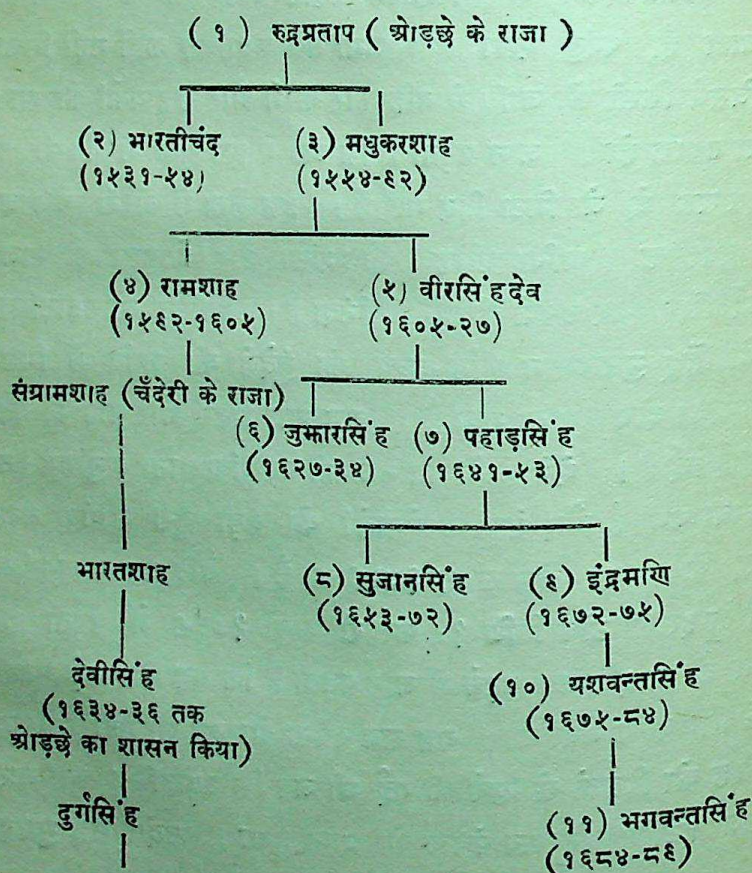 ( १ ) रुद्रप्रताप ( ओड़छे के राजा )
(२) भारतीचंद (३) मधुकरशाह
(१५३१-५४) (१५५४-९२)
(४) रामशाह (५) वीरसिंहदेव
(१५९२-१६०५) (१६०५-२७)
संग्रामशाह (चँदेरी के राजा)
(६) जुझारसिंह (७) पहाड़सिंह
(१६२७-३४) (१६४१-५३)
भारतशाह (८) सुजानसिंह (९) इंद्रमणि
(१६५३-७२) (१६७२-७५)
देवीसिंह (१०) यशवन्तसिंह
(१६३४-३६ तक (१६७५-८४)
ओड़छे का शासन किया)
दुर्गसिंह (११) भगवन्तसिंह
(१६८४-८९)